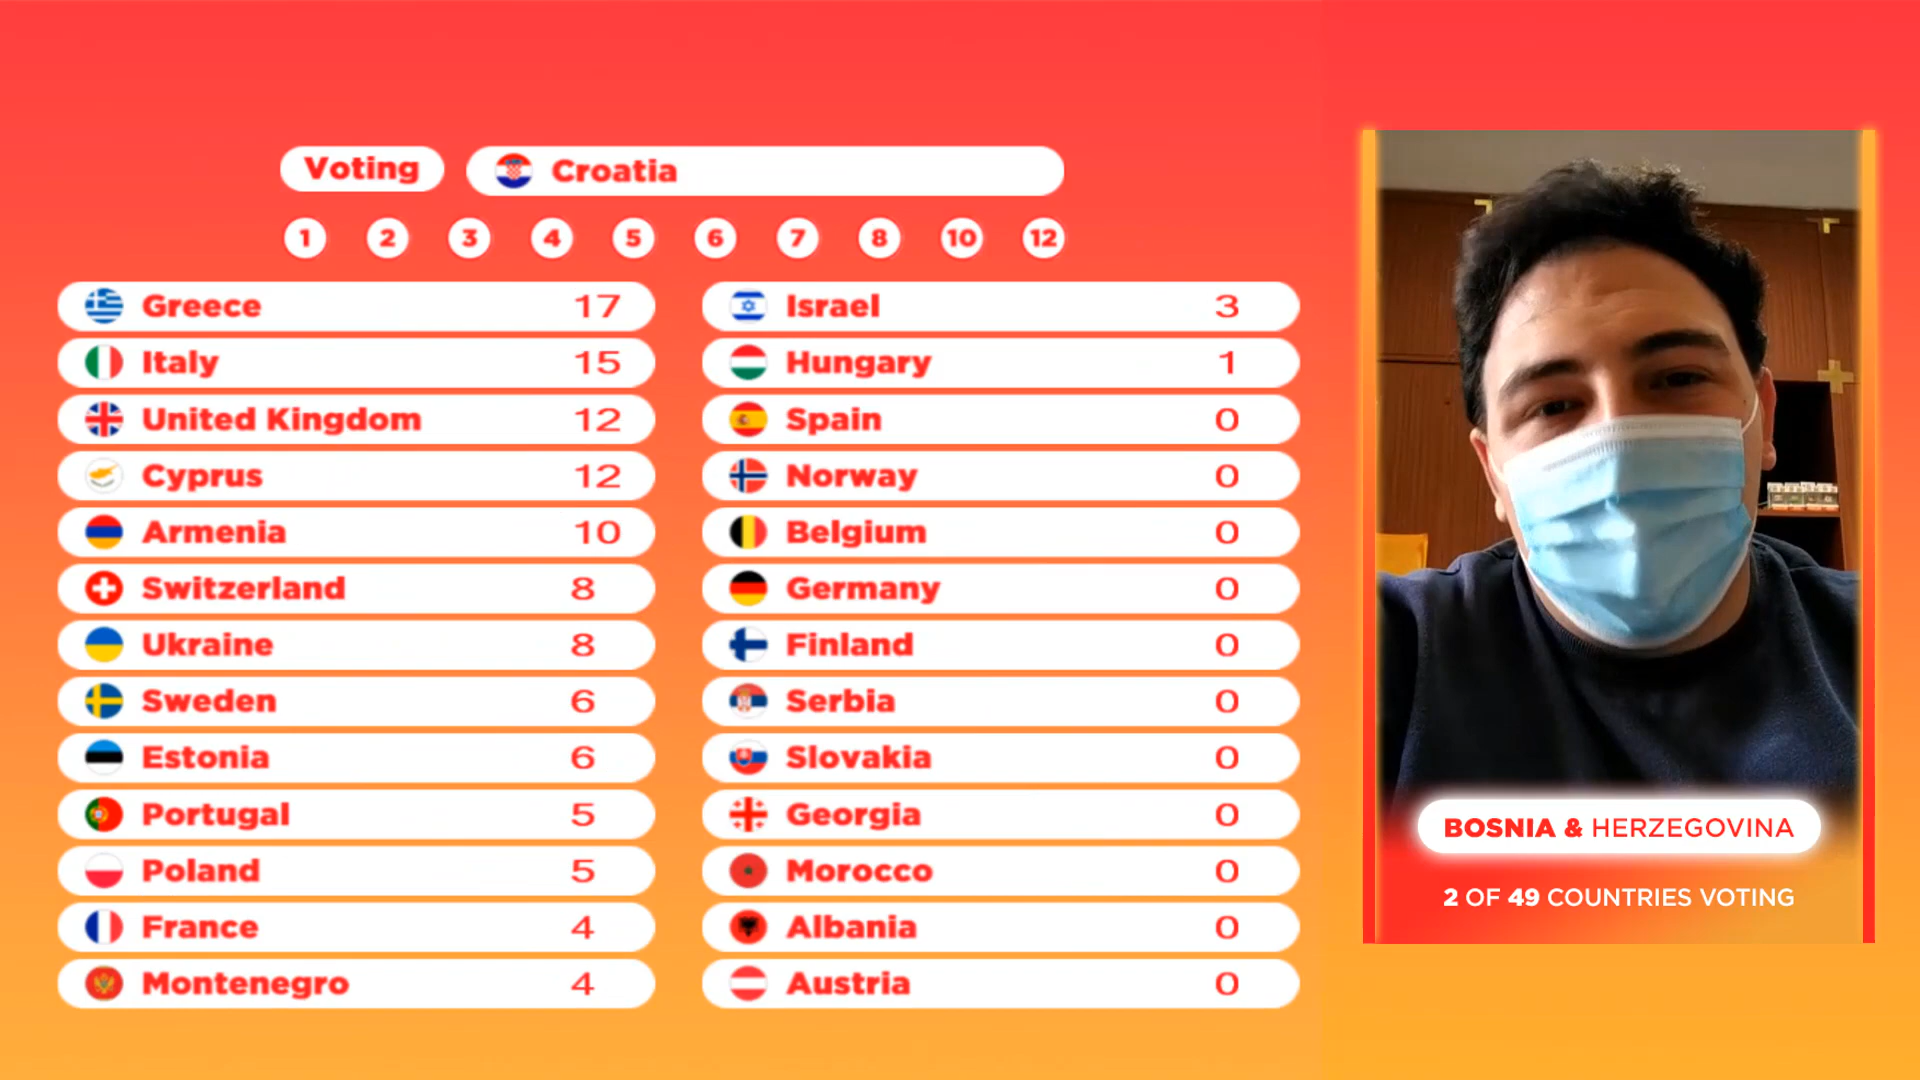 Voting Croatia
1 2 3 4 5 6 7 8 10 12
Greece 17
Italy 15
United Kingdom 12
Cyprus 12
Armenia 10
Switzerland 8
Ukraine 8
Sweden 6
Estonia 6
Portugal 5
Poland 5
France 4
Montenegro 4
Israel 3
Hungary 1
Spain 0
Norway 0
Belgium 0
Germany 0
Finland 0
Serbia 0
Slovakia 0
Georgia 0
Morocco 0
Albania 0
Austria 0
BOSNIA & HERZEGOVINA
2 OF 49 COUNTRIES VOTING